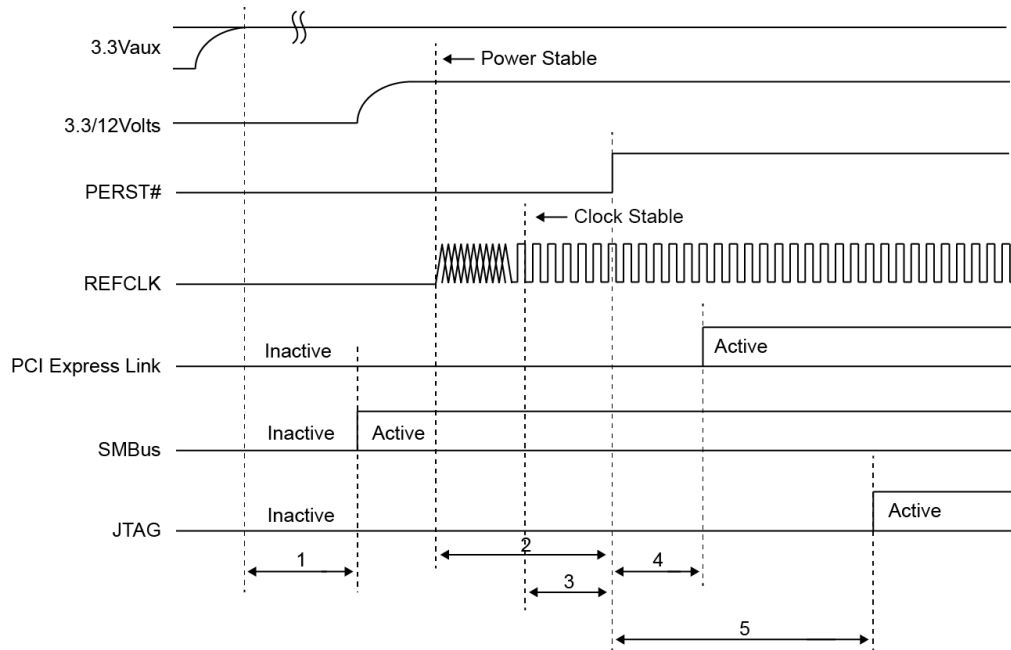 3.3Vaux
Power Stable
3.3/12Volts
PERST#
Clock Stable
REFCLK
PCI Express Link
Inactive
Active
SMBus
Inactive
Active
JTAG
Inactive
Active
1
2
3
4
5